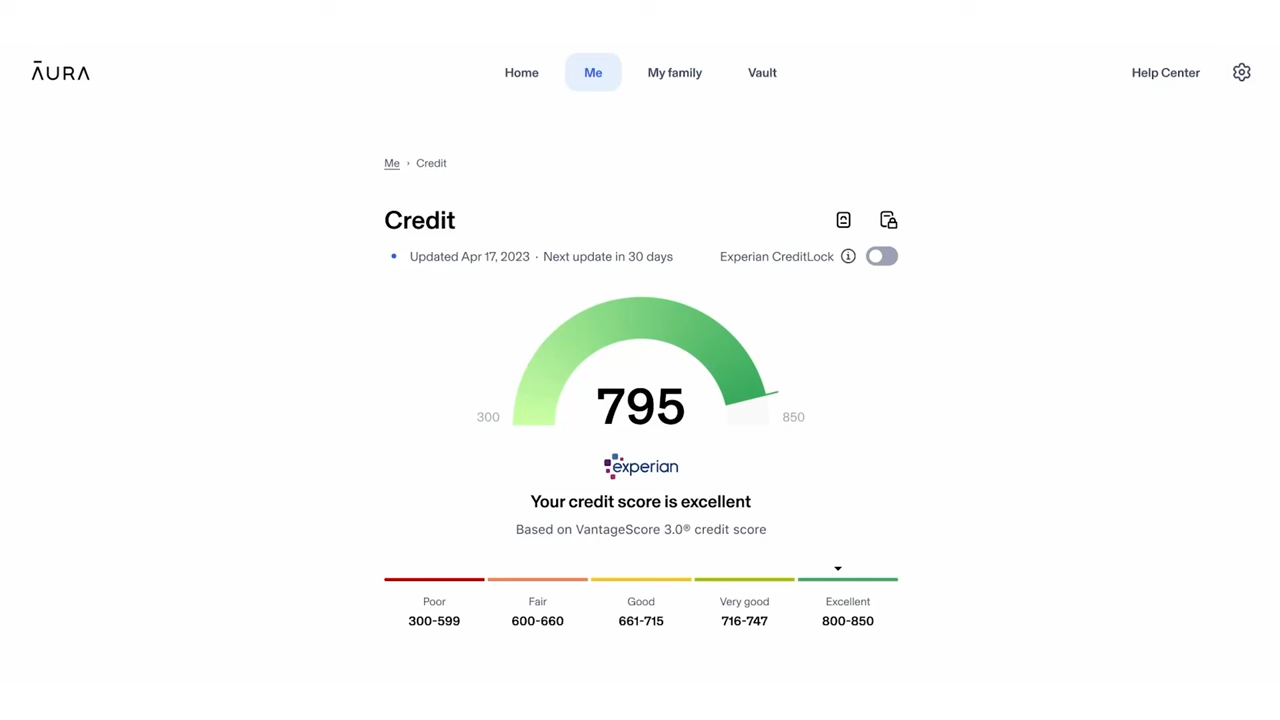 ĀURA
Home
Me
My family
Vault
Help Center
Me › Credit
Credit
Updated Apr 17, 2023 · Next update in 30 days
Experian CreditLock
300
795
850
experian
Your credit score is excellent
Based on VantageScore 3.0® credit score
Poor
Fair
Good
Very good
Excellent
300-599
600-660
661-715
716-747
800-850